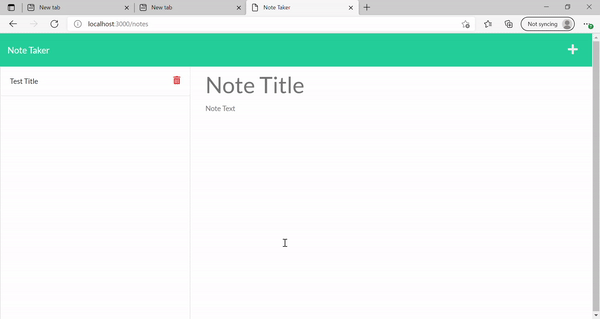 New tab
New tab
Note Taker
localhost:3000/notes
Not syncing
Note Taker
Test Title
Note Title
Note Text